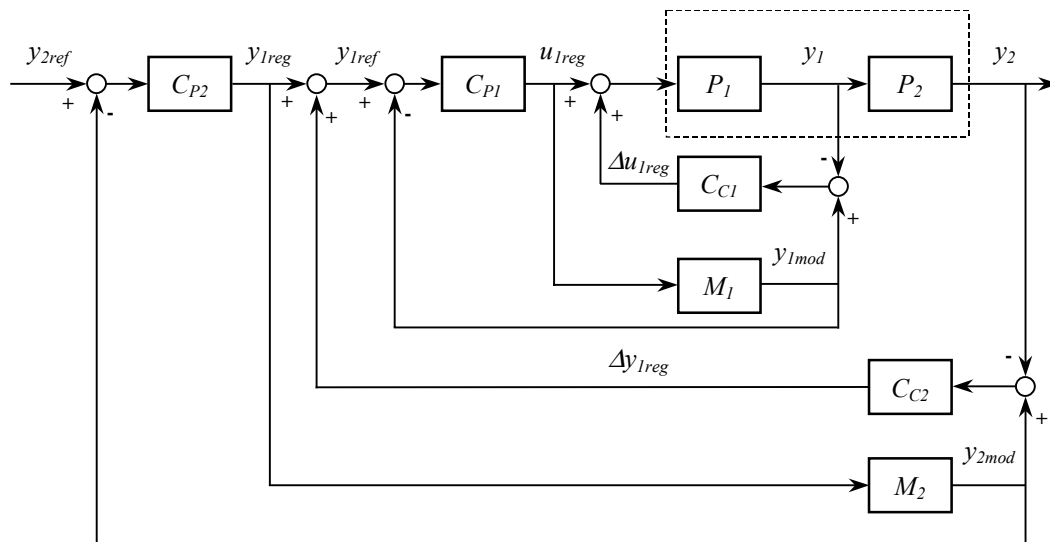 y2ref
y1reg
y1ref
u1reg
y1
y2
CP2
CP1
P1
P2
+
-
+
+
+
-
+
+
-
Δu1reg
CC1
+
y1mod
M1
Δy1reg
-
CC2
+
y2mod
M2